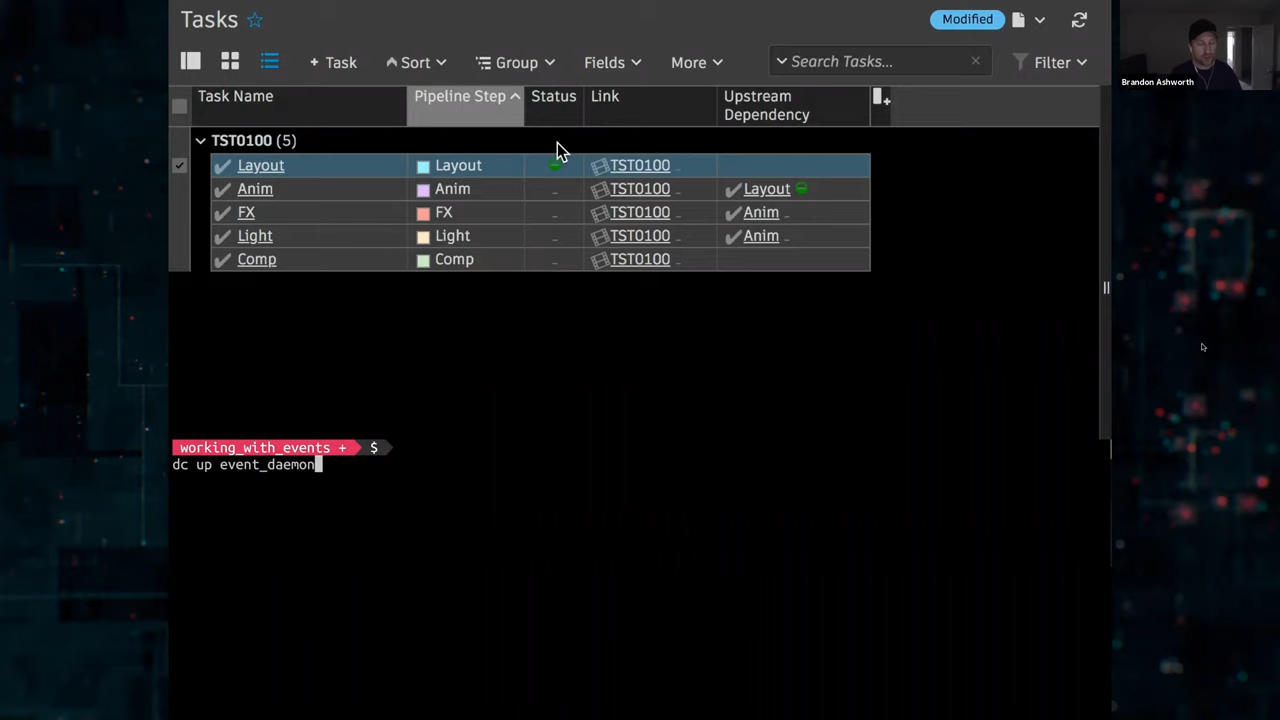 Tasks
Modified
Brandon Ashworth
+ Task
Sort
Group
Fields
More
Search Tasks...
Filter
Task Name
Pipeline Step
Status
Link
Upstream
Dependency
TST0100 (5)
Layout Layout TST0100
Anim Anim TST0100 Layout
FX FX TST0100 Anim
Light Light TST0100 Anim
Comp Comp TST0100
working_with_events + $
dc up event_daemon